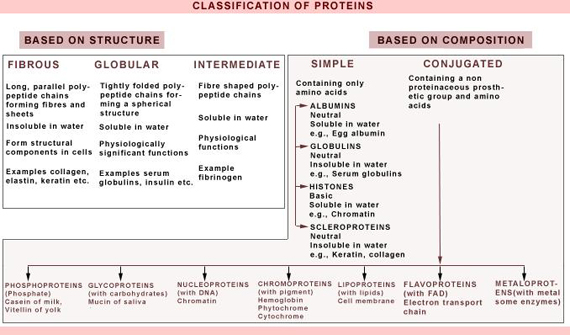 CLASSIFICATION OF PROTEINS
BASED ON STRUCTURE
BASED ON COMPOSITION
FIBROUS
Long, parallel poly-
peptide chains
forming fibres and
sheets
Insoluble in water
Form structural
components in cells
Examples collagen,
elastin, keratin etc.
GLOBULAR
Tightly folded poly-
peptide chains for-
ming a spherical
structure
Soluble in water
Physiologically
significant functions
Examples serum
globulins, insulin etc.
INTERMEDIATE
Fibre shaped poly-
peptide chains
Soluble in water
Physiological
functions
Example
fibrinogen
SIMPLE
Containing only
amino acids
ALBUMINS
Neutral
Soluble in water
e.g., Egg albumin
GLOBULINS
Neutral
Insoluble in water
e.g., Serum globulins
HISTONES
Basic
Soluble in water
e.g., Chromatin
SCLEROPROTEINS
Neutral
Insoluble in water
e.g., Keratin, collagen
CONJUGATED
Containing a non
proteinaceous prosth-
etic group and amino
acids
PHOSPHOPROTEINS
(Phosphate)
Casein of milk,
Vitellin of yolk
GLYCOPROTEINS
(with carbohydrates)
Mucin of saliva
NUCLEOPROTEINS
(with DNA)
Chromatin
CHROMOPROTEINS
(with pigment)
Hemoglobin
Phytochrome
Cytochrome
LIPOPROTEINS
(with lipids)
Cell membrane
FLAVOPROTEINS
(with FAD)
Electron transport
chain
METALOPROT-
ENS(with metal
some enzymes)